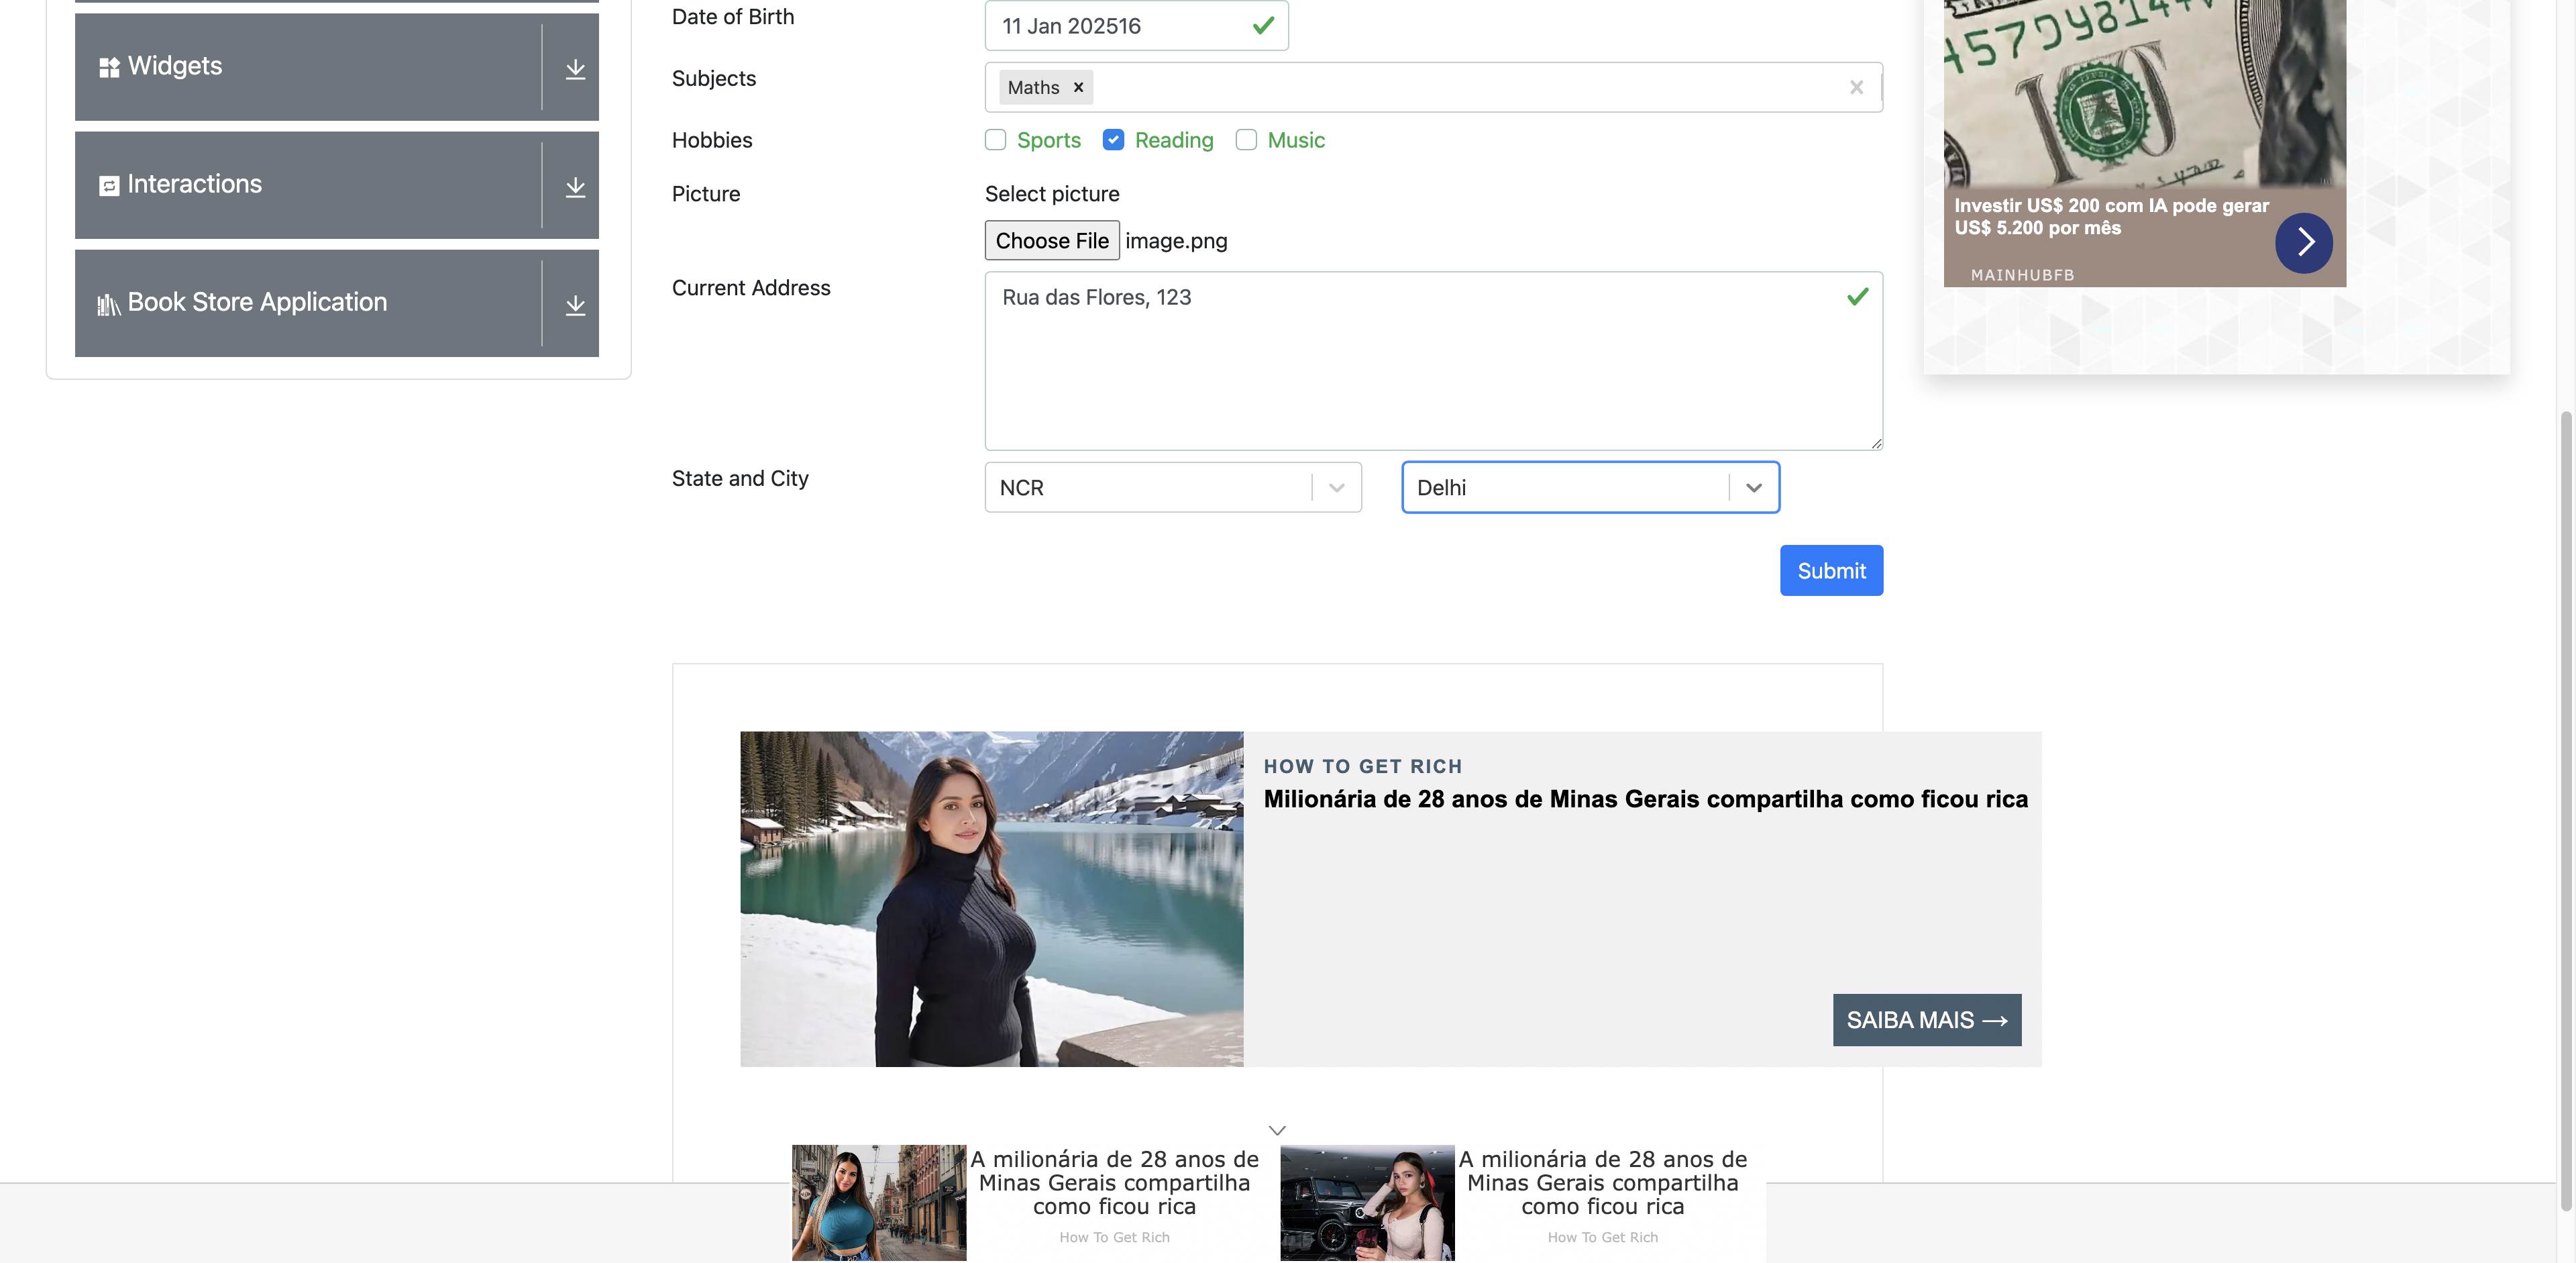 Widgets
Interactions
Book Store Application
Date of Birth
11 Jan 202516
Subjects
Maths ×
Hobbies
Sports
Reading
Music
Picture
Select picture
Choose File image.png
Current Address
Rua das Flores, 123
State and City
NCR
Delhi
Submit
Investir US$ 200 com IA pode gerar
US$ 5.200 por mês
MAINHUBFB
HOW TO GET RICH
Milionária de 28 anos de Minas Gerais compartilha como ficou rica
SAIBA MAIS →
A milionária de 28 anos de
Minas Gerais compartilha
como ficou rica
How To Get Rich
A milionária de 28 anos de
Minas Gerais compartilha
como ficou rica
How To Get Rich